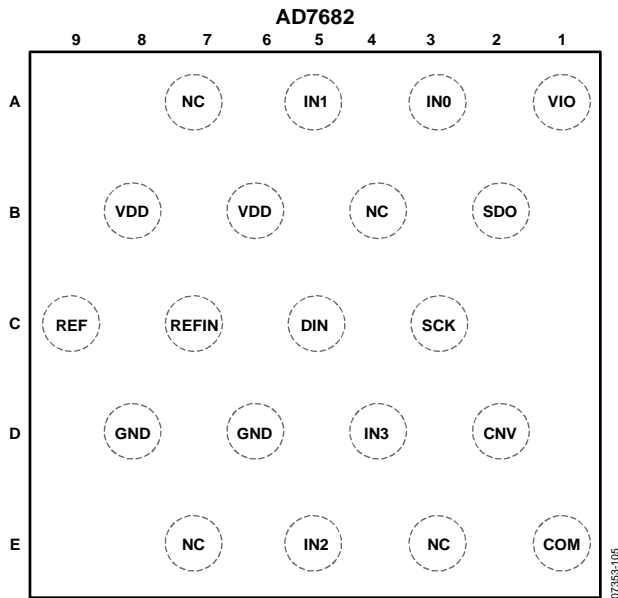 AD7682
9 8 7 6 5 4 3 2 1
A NC IN1 IN0 VIO
B VDD VDD NC SDO
C REF REFIN DIN SCK
D GND GND IN3 CNV
E NC IN2 NC COM
07353-105